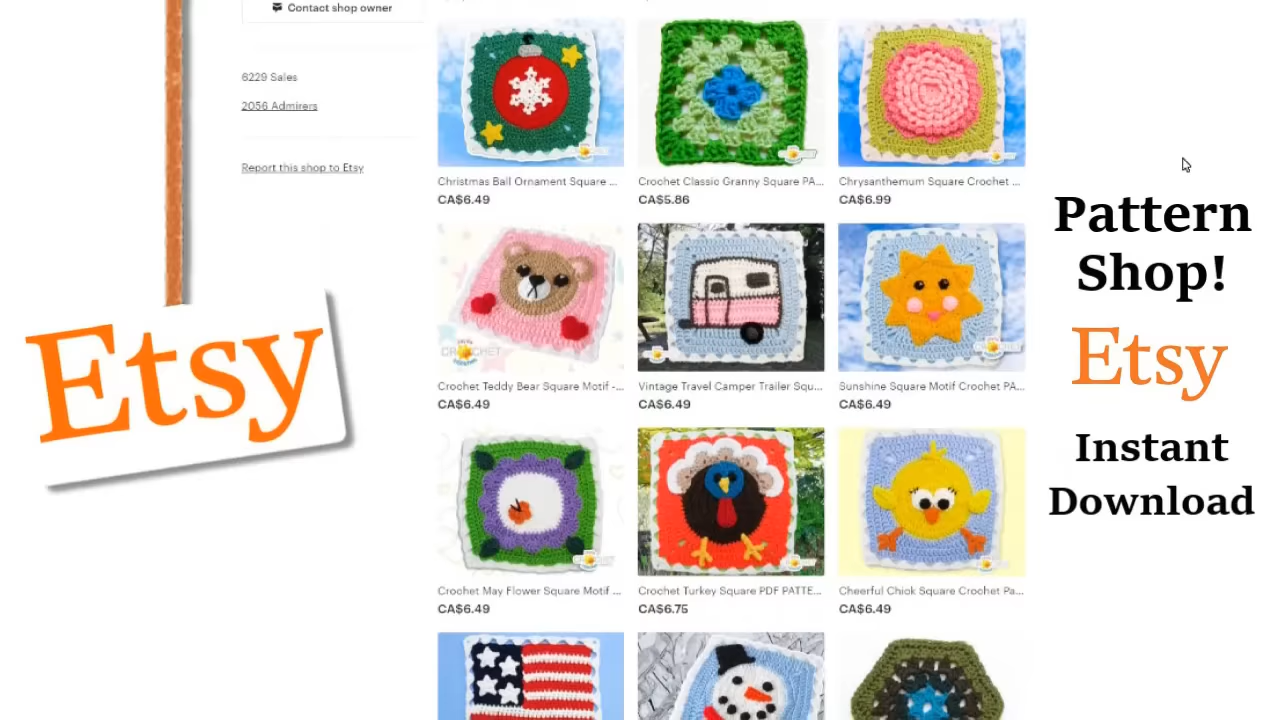 Contact shop owner
6229 Sales
2056 Admirers
Report this shop to Etsy
Etsy
Christmas Ball Ornament Square ...
CA$6.49
Crochet Classic Granny Square PA...
CA$5.86
Chrysanthemum Square Crochet ...
CA$6.99
Crochet Teddy Bear Square Motif -...
CA$6.49
Vintage Travel Camper Trailer Squ...
CA$6.49
Sunshine Square Motif Crochet PA...
CA$6.49
Crochet May Flower Square Motif ...
CA$6.49
Crochet Turkey Square PDF PATTE...
CA$6.75
Cheerful Chick Square Crochet Pa...
CA$6.49
CROCHET
Pattern
Shop!
Etsy
Instant
Download